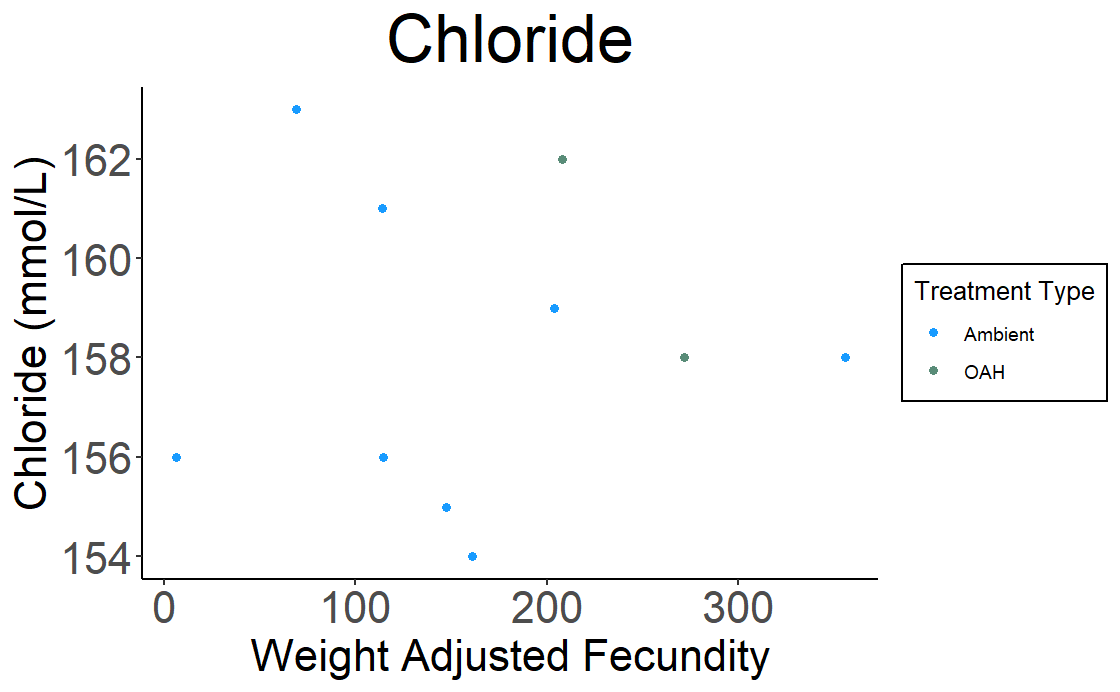 Chloride
Chloride (mmol/L)
162
160
158
156
154
0 100 200 300
Weight Adjusted Fecundity
Treatment Type
Ambient
OAH